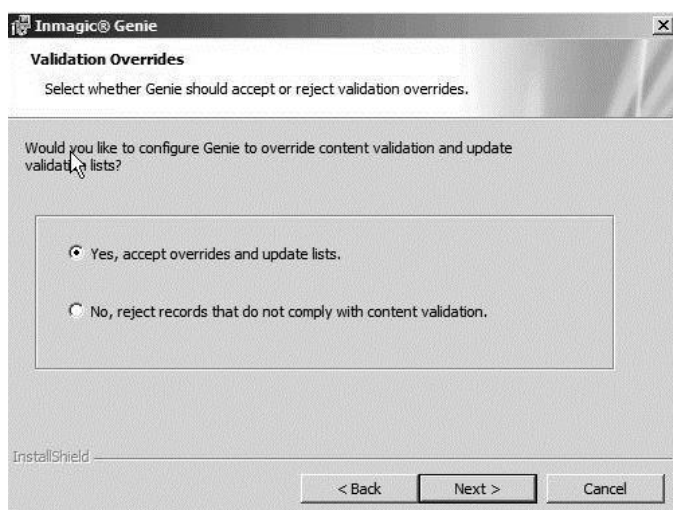 Inmagic® Genie
Validation Overrides
Select whether Genie should accept or reject validation overrides.
Would you like to configure Genie to override content validation and update
validation lists?
Yes, accept overrides and update lists.
No, reject records that do not comply with content validation.
InstallShield
< Back
Next >
Cancel